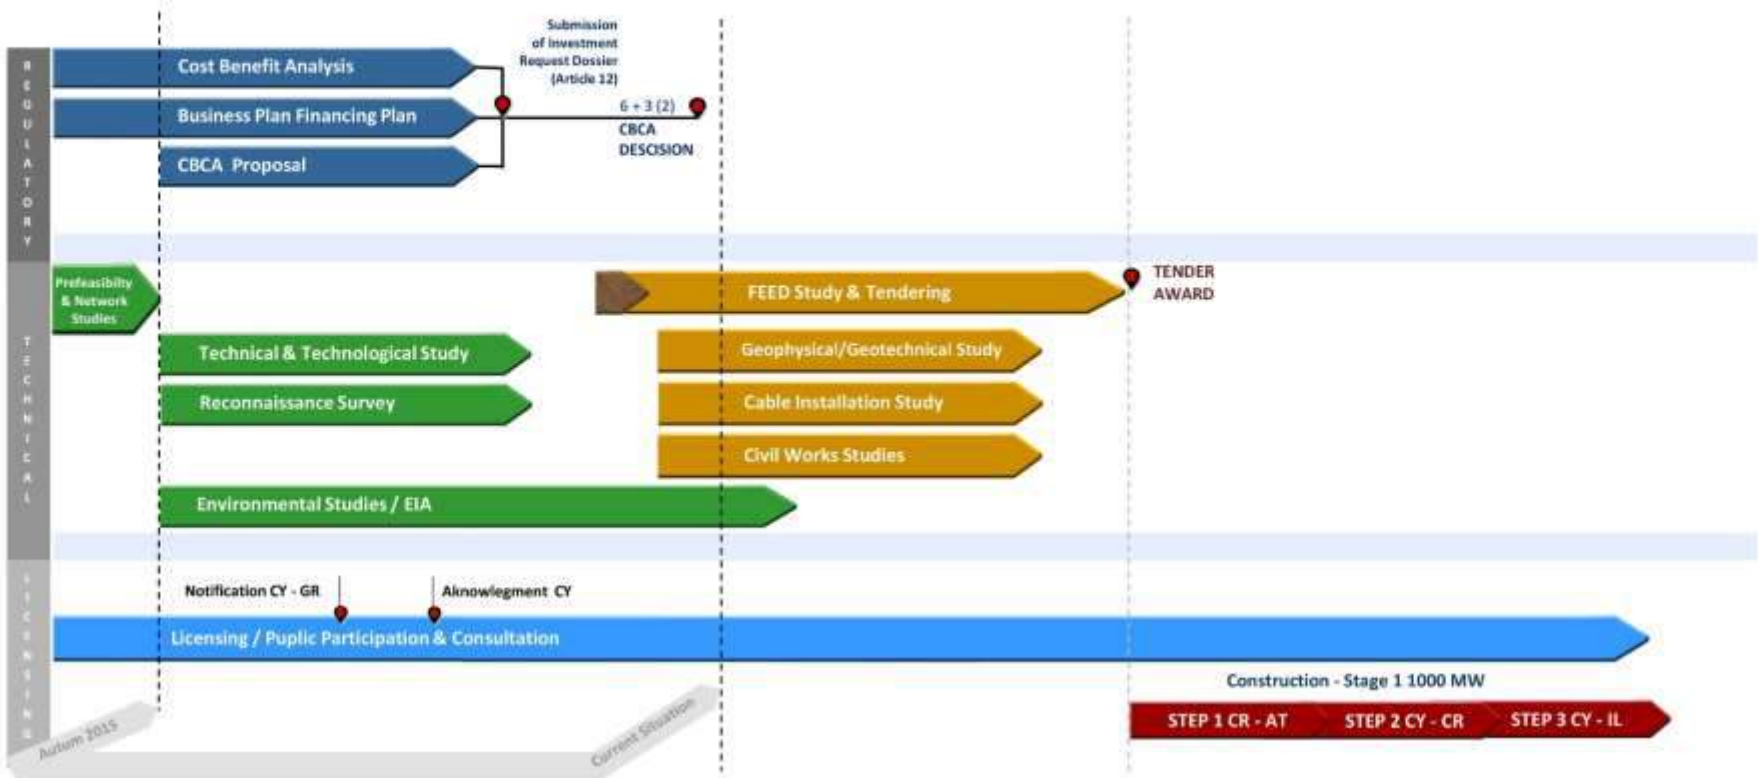 REGULATORY
Cost Benefit Analysis
Business Plan Financing Plan
CBCA Proposal
Submission
of Investment
Request Dossier
(Article 12)
6 + 3 (2)
CBCA
DESCISION
TECHNICAL
Prefeasibilty
& Network
Studies
FEED Study & Tendering
TENDER
AWARD
Technical & Technological Study
Geophysical/Geotechnical Study
Reconnaissance Survey
Cable Installation Study
Civil Works Studies
Environmental Studies / EIA
LICENSING
Notification CY - GR
Aknowlegment CY
Licensing / Puplic Participation & Consultation
Construction - Stage 1 1000 MW
STEP 1 CR - AT
STEP 2 CY - CR
STEP 3 CY - IL
Autum 2015
Current Situation